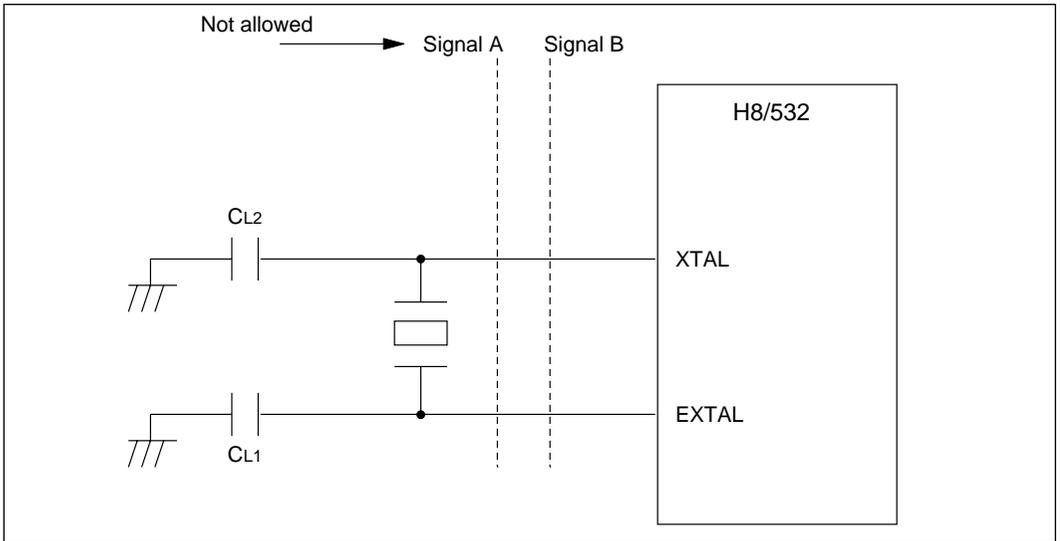 Not allowed
Signal A
Signal B
H8/532
CL2
XTAL
EXTAL
CL1